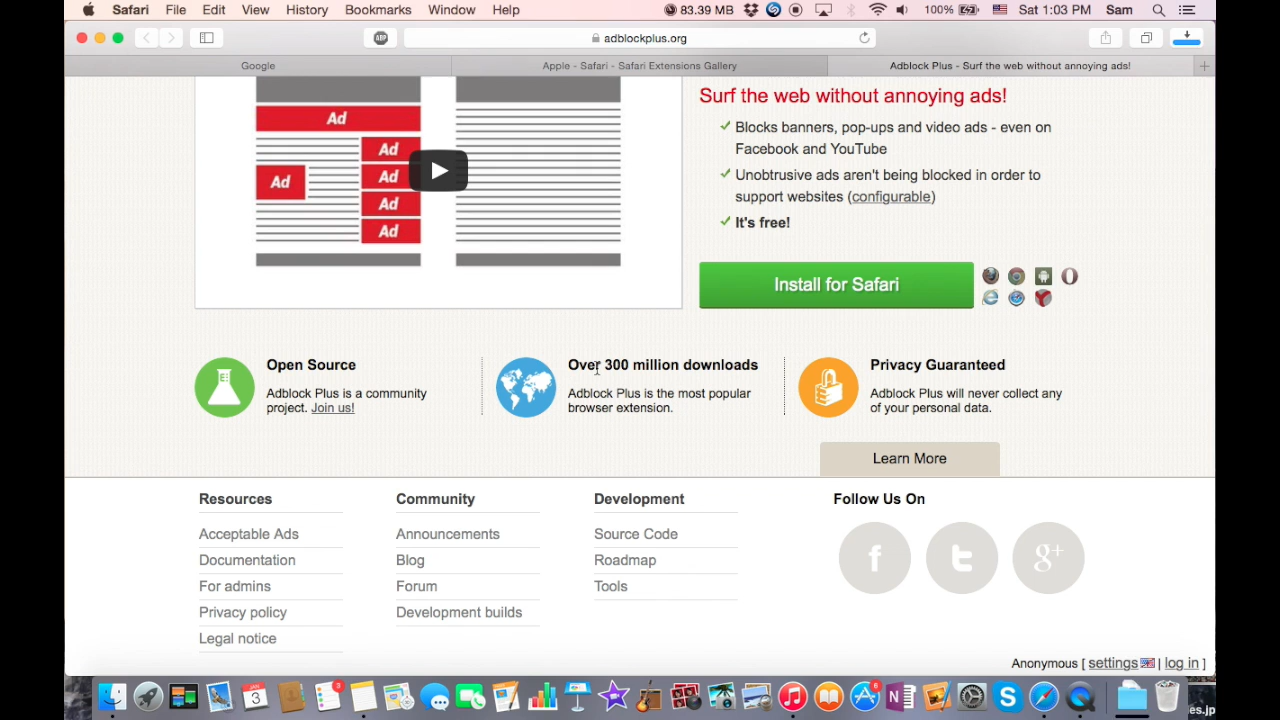 Safari File Edit View History Bookmarks Window Help 83.39 MB 100% Sat 1:03 PM Sam
ABP adblockplus.org
Google Apple - Safari - Safari Extensions Gallery Adblock Plus - Surf the web without annoying ads!
Ad
Ad
Ad
Ad
Ad
Ad
Surf the web without annoying ads!
Blocks banners, pop-ups and video ads - even on
Facebook and YouTube
Unobtrusive ads aren't being blocked in order to
support websites (configurable)
It's free!
Install for Safari
Open Source
Adblock Plus is a community
project. Join us!
Over 300 million downloads
Adblock Plus is the most popular
browser extension.
Privacy Guaranteed
Adblock Plus will never collect any
of your personal data.
Learn More
Resources
Acceptable Ads
Documentation
For admins
Privacy policy
Legal notice
Community
Announcements
Blog
Forum
Development builds
Development
Source Code
Roadmap
Tools
Follow Us On
f t g+
Anonymous [ settings | log in ]
3 3 6 N S
es.jp